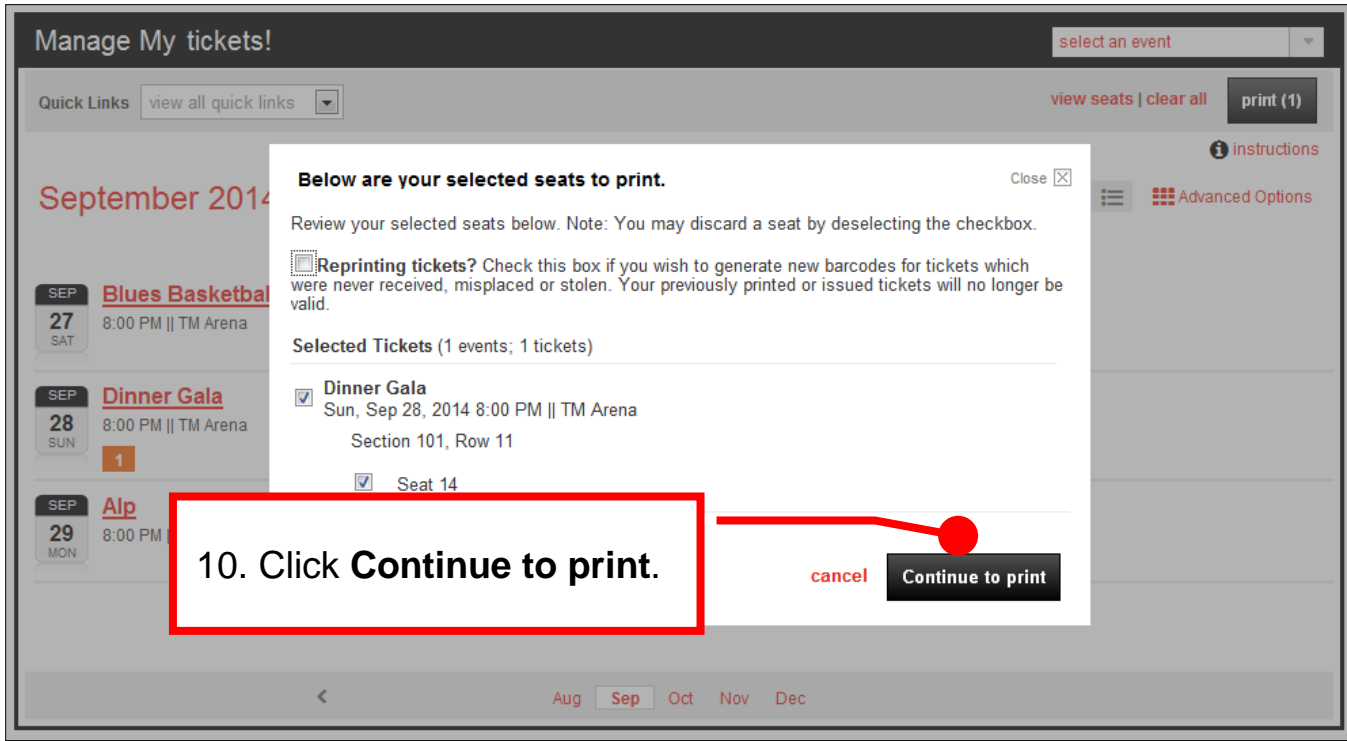 Manage My tickets!
select an event
Quick Links view all quick links
view seats | clear all print (1)
instructions
September 2014
Advanced Options
Below are your selected seats to print.
Close
Review your selected seats below. Note: You may discard a seat by deselecting the checkbox.
Reprinting tickets? Check this box if you wish to generate new barcodes for tickets which
were never received, misplaced or stolen. Your previously printed or issued tickets will no longer be
valid.
Selected Tickets (1 events; 1 tickets)
Dinner Gala
Sun, Sep 28, 2014 8:00 PM || TM Arena
Section 101, Row 11
Seat 14
cancel Continue to print
SEP
27
SAT
Blues Basketbal
8:00 PM || TM Arena
SEP
28
SUN
Dinner Gala
8:00 PM || TM Arena
1
SEP
29
MON
Alp
8:00 PM |
10. Click Continue to print.
Aug Sep Oct Nov Dec